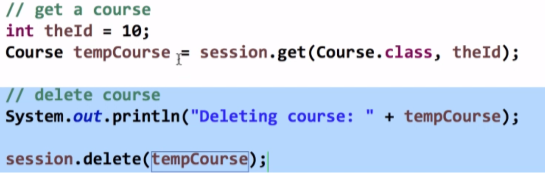 // get a course
int theId = 10;
Course tempCourse = session.get(Course.class, theId);
// delete course
System.out.println("Deleting course: " + tempCourse);
session.delete(tempCourse);